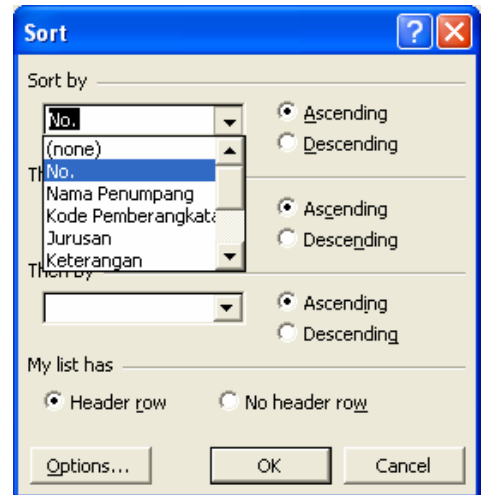 Sort
Sort by
No.
Ascending
Descending
(none)
No.
Nama Penumpang
Kode Pemberangkata
Jurusan
Keterangan
Ascending
Descending
Then by
Ascending
Descending
My list has
Header row
No header row
Options...
OK
Cancel